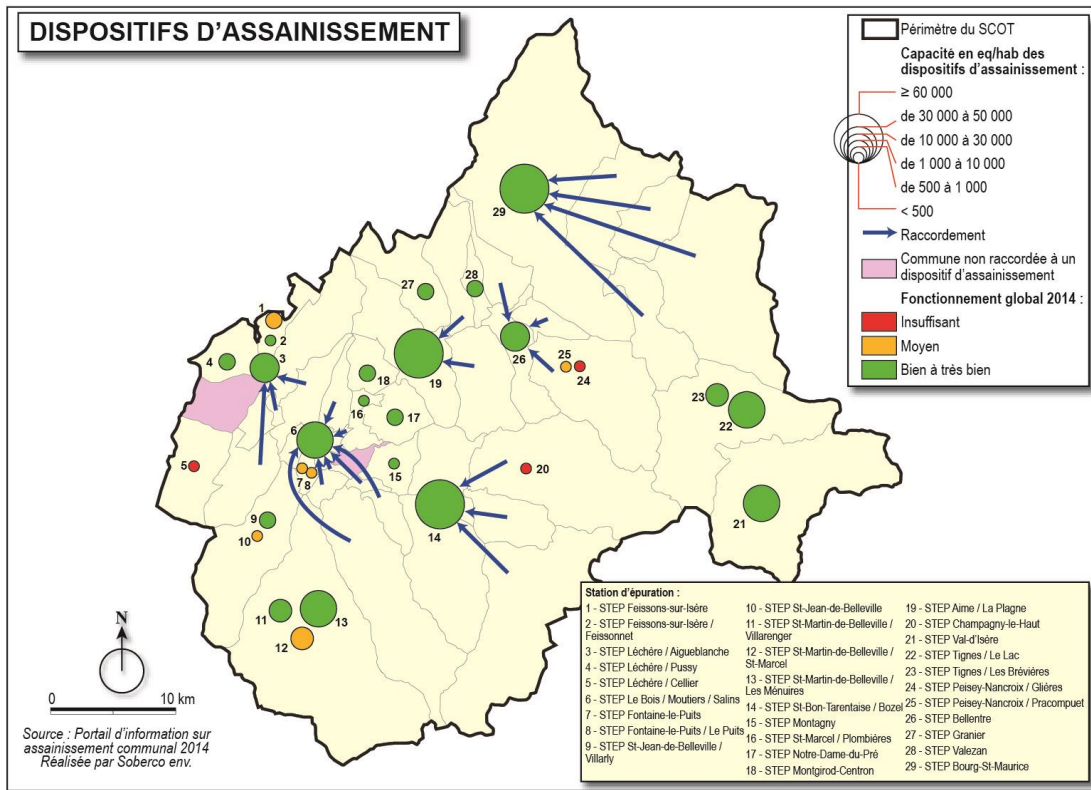 DISPOSITIFS D'ASSAINISSEMENT
Périmètre du SCOT
Capacité en eq/hab des
dispositifs d'assainissement :
≥ 60 000
de 30 000 à 50 000
de 10 000 à 30 000
de 1 000 à 10 000
de 500 à 1 000
< 500
Raccordement
Commune non raccordée à un
dispositif d'assainissement
Fonctionnement global 2014 :
Insuffisant
Moyen
Bien à très bien
29
28
27
1
2
3
4
26
25
24
19
18
16
17
23
22
6
5
7
8
15
20
14
21
9
10
11
13
12
N
0 10 km
Source : Portail d'information sur
assainissement communal 2014
Réalisée par Soberco env.
Station d'épuration :
1 - STEP Feissons-sur-Isère
2 - STEP Feissons-sur-Isère /
Feissonnet
3 - STEP Léchère / Aigueblanche
4 - STEP Léchère / Pussy
5 - STEP Léchère / Cellier
6 - STEP Le Bois / Moutiers / Salins
7 - STEP Fontaine-le-Puits
8 - STEP Fontaine-le-Puits / Le Puits
9 - STEP St-Jean-de-Belleville /
Villarly
10 - STEP St-Jean-de-Belleville
11 - STEP St-Martin-de-Belleville /
Villarenger
12 - STEP St-Martin-de-Belleville /
St-Marcel
13 - STEP St-Martin-de-Belleville /
Les Ménuires
14 - STEP St-Bon-Tarentaise / Bozel
15 - STEP Montagny
16 - STEP St-Marcel / Plombières
17 - STEP Notre-Dame-du-Pré
18 - STEP Montgirod-Centron
19 - STEP Aime / La Plagne
20 - STEP Champagny-le-Haut
21 - STEP Val-d'Isère
22 - STEP Tignes / Le Lac
23 - STEP Tignes / Les Brévières
24 - STEP Peisey-Nancroix / Glières
25 - STEP Peisey-Nancroix / Pracompuet
26 - STEP Bellentre
27 - STEP Granier
28 - STEP Valezan
29 - STEP Bourg-St-Maurice